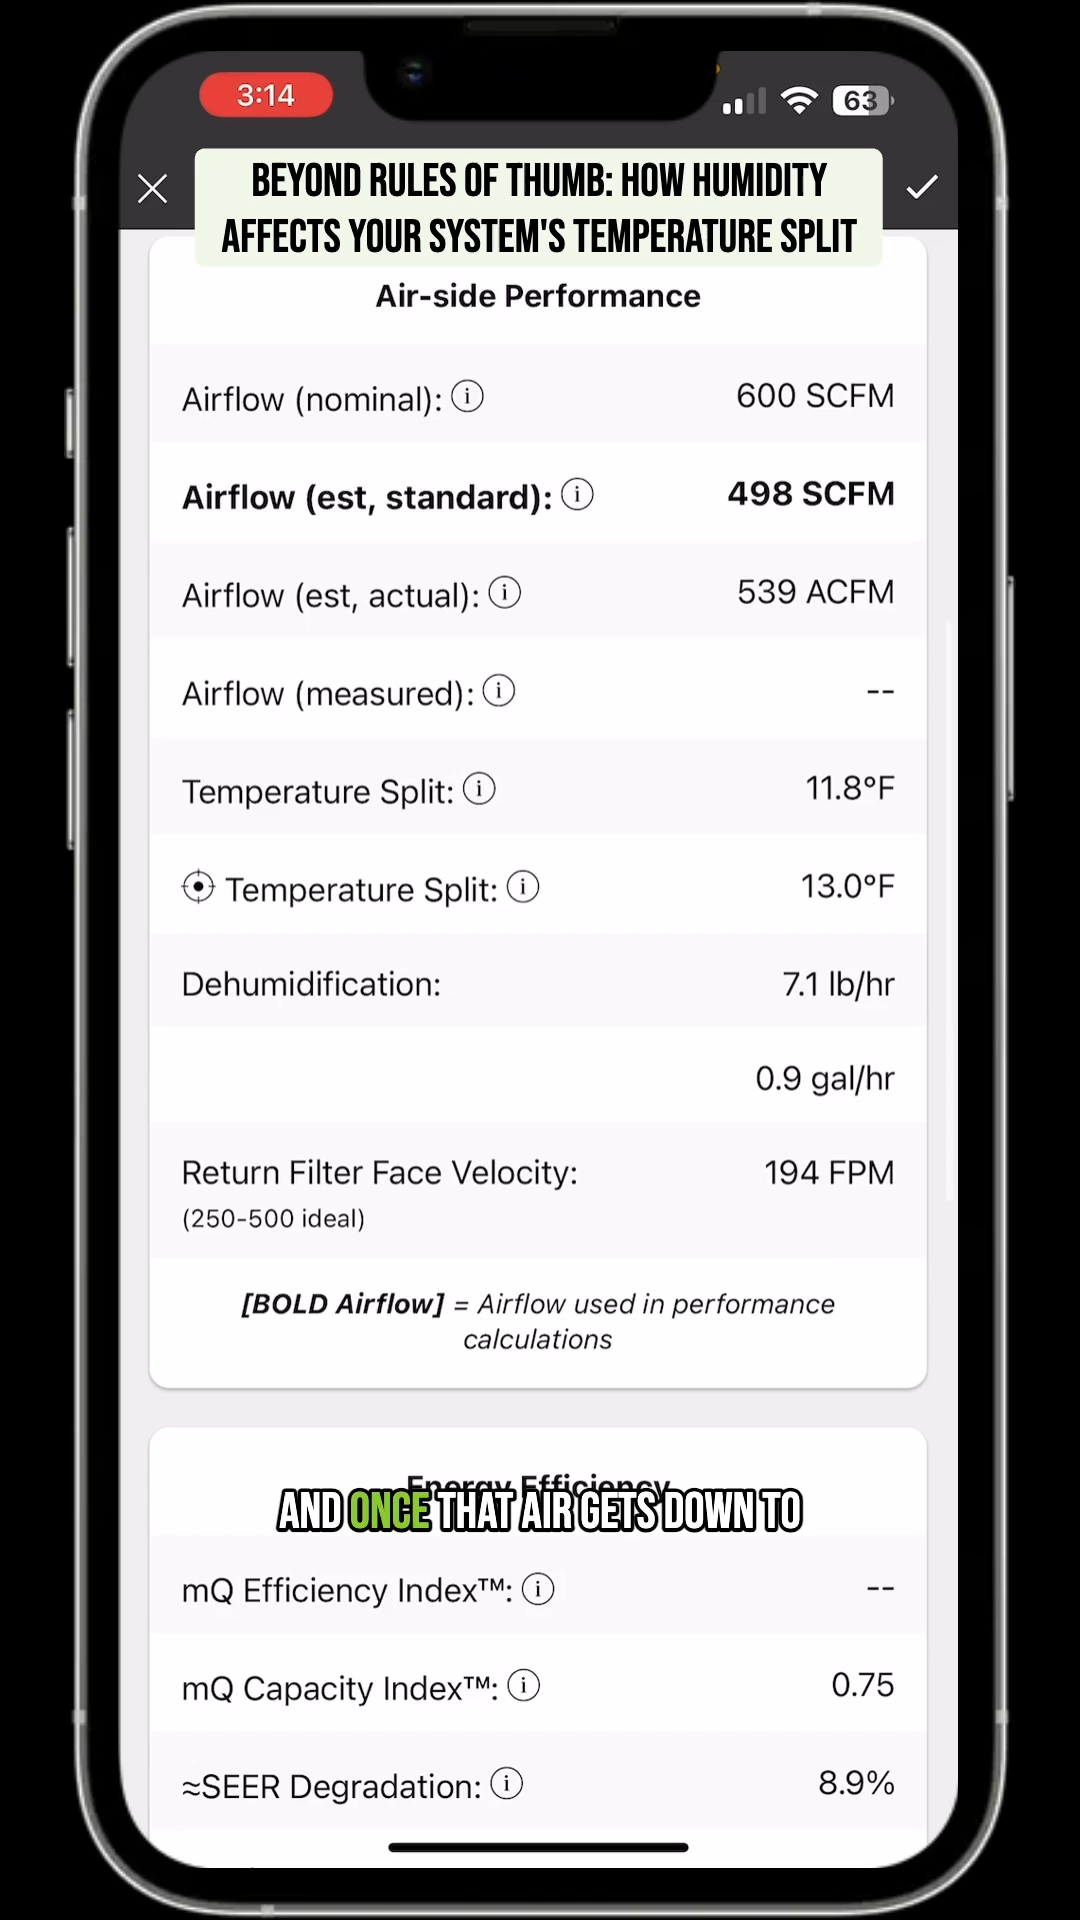 3:14
63
BEYOND RULES OF THUMB: HOW HUMIDITY
AFFECTS YOUR SYSTEM'S TEMPERATURE SPLIT
Air-side Performance
Airflow (nominal): i 600 SCFM
Airflow (est, standard): i 498 SCFM
Airflow (est, actual): i 539 ACFM
Airflow (measured): i --
Temperature Split: i 11.8°F
Temperature Split: i 13.0°F
Dehumidification: 7.1 lb/hr
0.9 gal/hr
Return Filter Face Velocity: 194 FPM
(250-500 ideal)
[BOLD Airflow] = Airflow used in performance
calculations
Energy Efficiency
AND ONCE THAT AIR GETS DOWN TO
mQ Efficiency Index™: i --
mQ Capacity Index™: i 0.75
≈SEER Degradation: i 8.9%